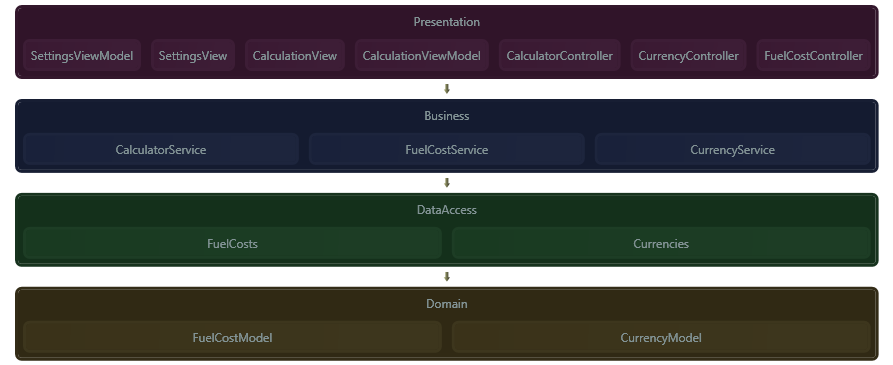 Presentation
SettingsViewModel SettingsView CalculationView CalculationViewModel CalculatorController CurrencyController FuelCostController
Business
CalculatorService FuelCostService CurrencyService
DataAccess
FuelCosts Currencies
Domain
FuelCostModel CurrencyModel